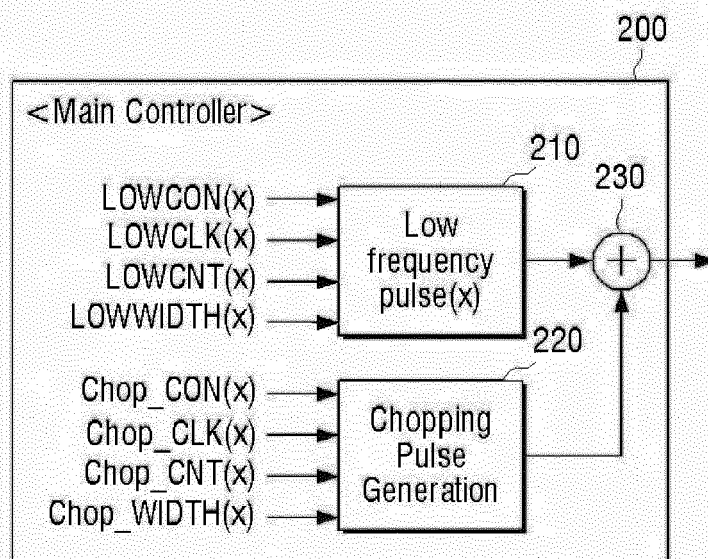 200
<Main Controller>
210
230
LOWCON(x)
LOWCLK(x)
LOWCNT(x)
LOWWIDTH(x)
Low
frequency
pulse(x)
+
220
Chop_CON(x)
Chop_CLK(x)
Chop_CNT(x)
Chop_WIDTH(x)
Chopping
Pulse
Generation